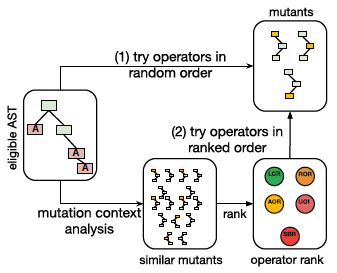 mutants
(1) try operators in
random order
eligible AST
A
A
A
A
(2) try operators in
ranked order
LCR
ROR
AOR
UOI
SBR
mutation context
analysis
rank
similar mutants
operator rank